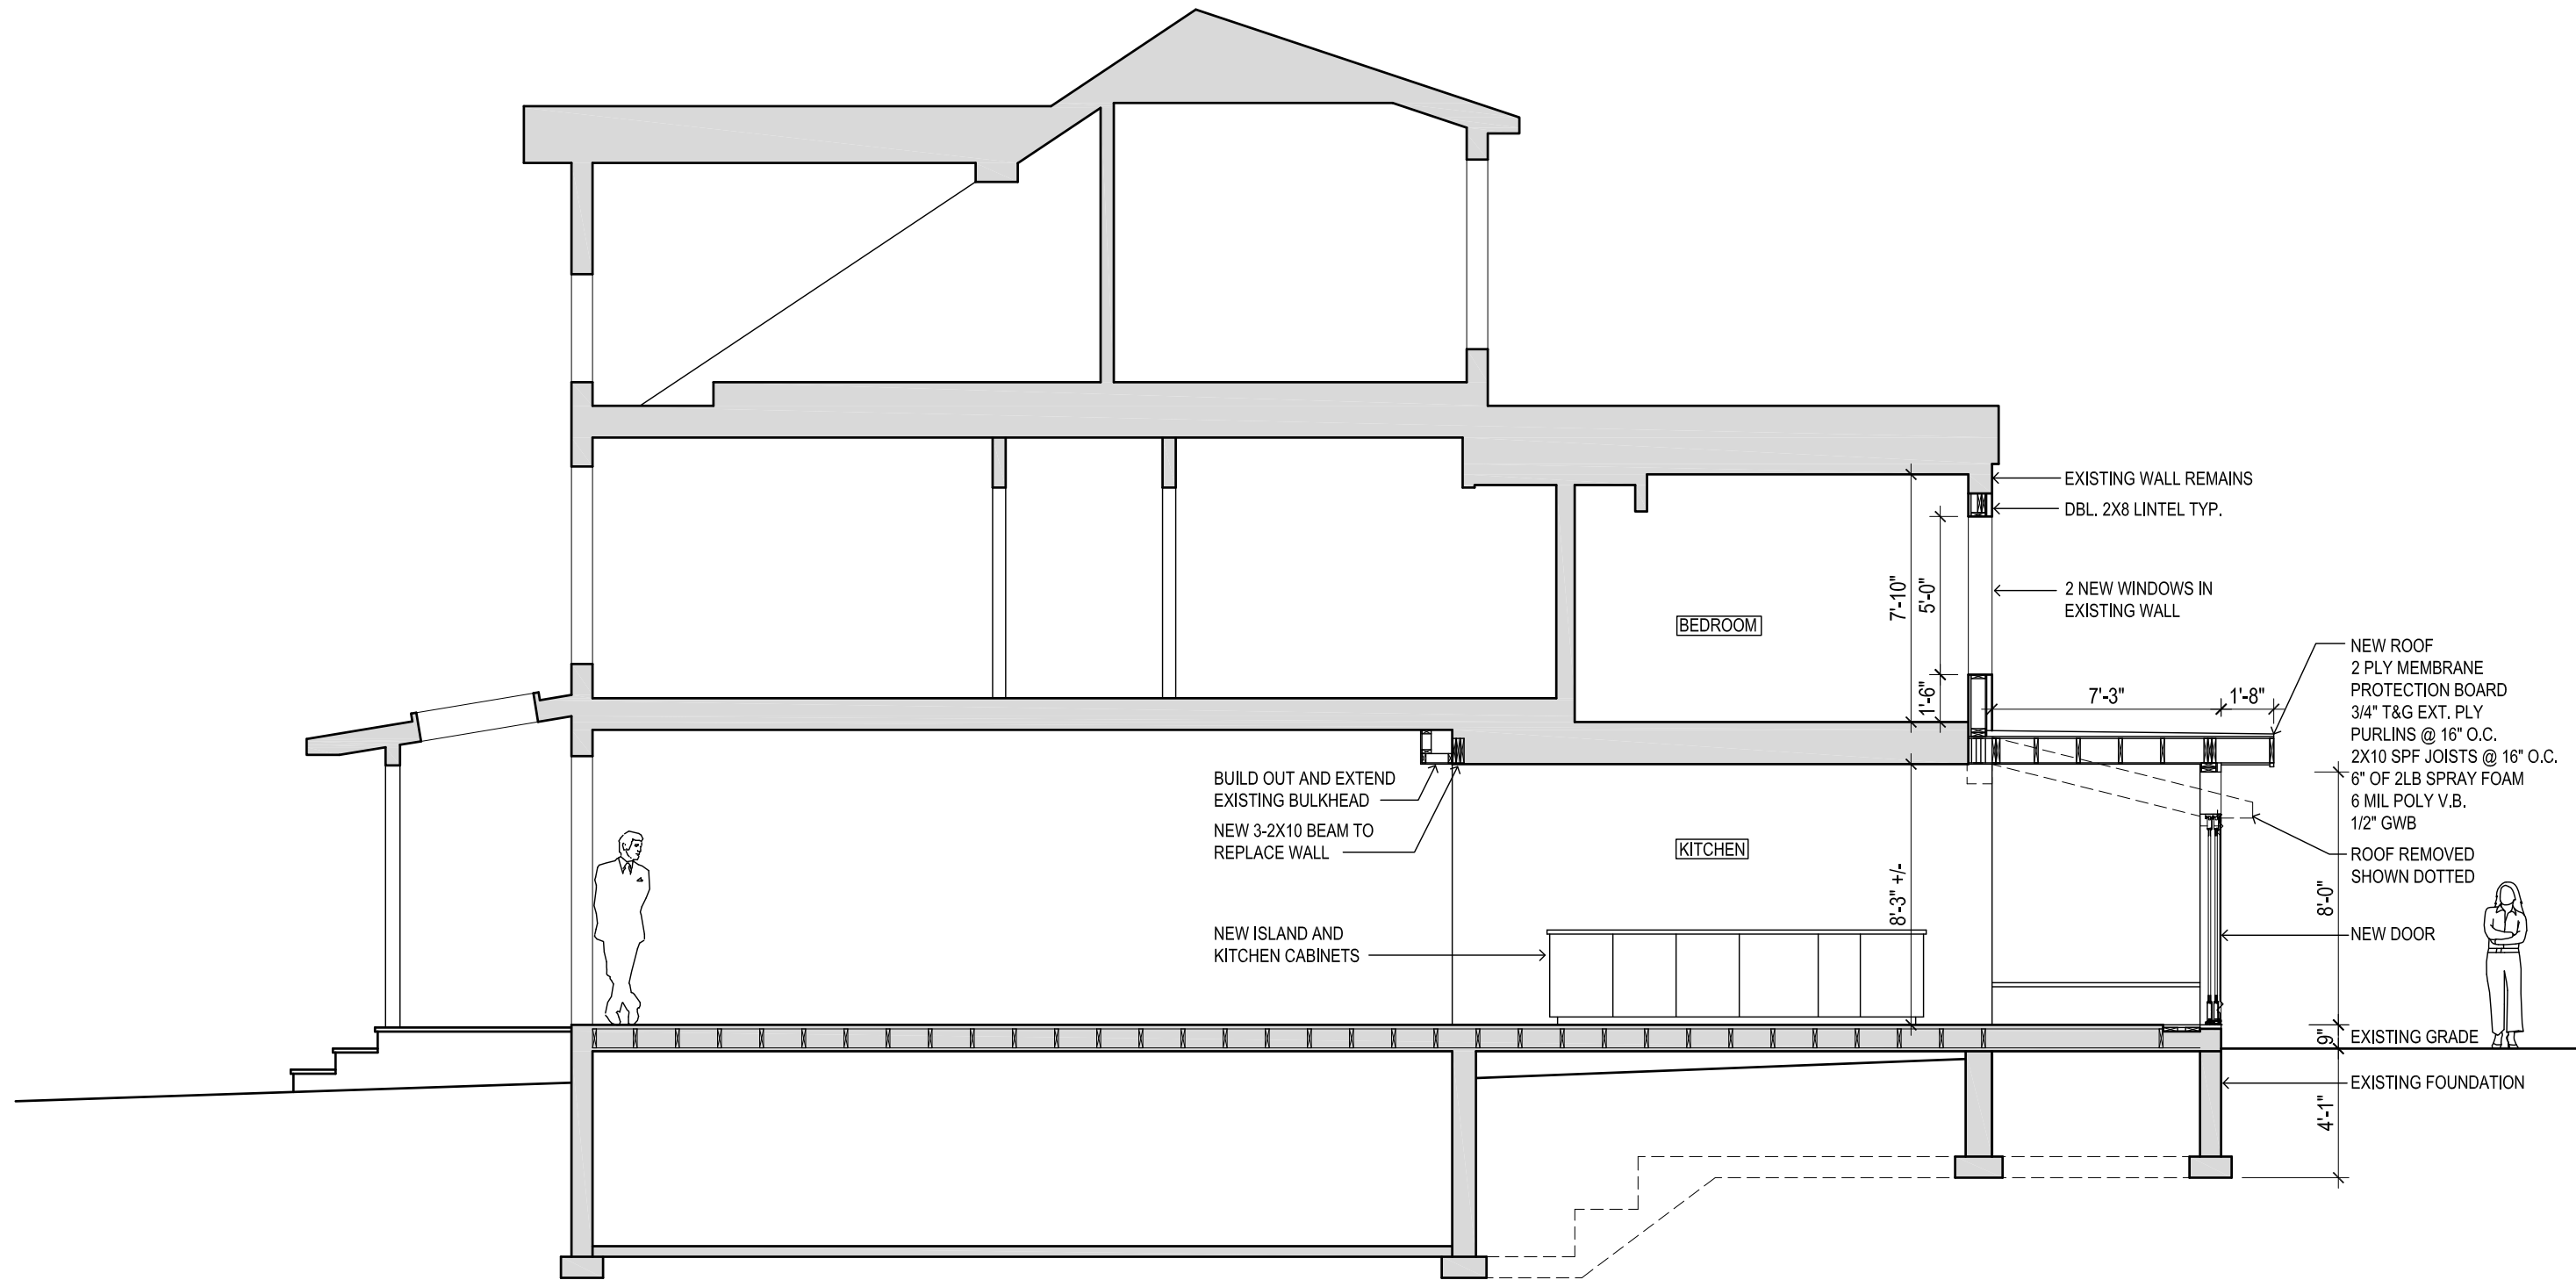 EXISTING WALL REMAINS
DBL. 2X8 LINTEL TYP.
2 NEW WINDOWS IN
EXISTING WALL
7'-10"
5'-0"
1'-6"
BEDROOM
NEW ROOF
2 PLY MEMBRANE
PROTECTION BOARD
3/4" T&G EXT. PLY
PURLINS @ 16" O.C.
2X10 SPF JOISTS @ 16" O.C.
6" OF 2LB SPRAY FOAM
6 MIL POLY V.B.
1/2" GWB
7'-3"
1'-8"
BUILD OUT AND EXTEND
EXISTING BULKHEAD
NEW 3-2X10 BEAM TO
REPLACE WALL
KITCHEN
8'-3" +/-
ROOF REMOVED
SHOWN DOTTED
8'-0"
NEW ISLAND AND
KITCHEN CABINETS
NEW DOOR
9"
EXISTING GRADE
EXISTING FOUNDATION
4'-1"